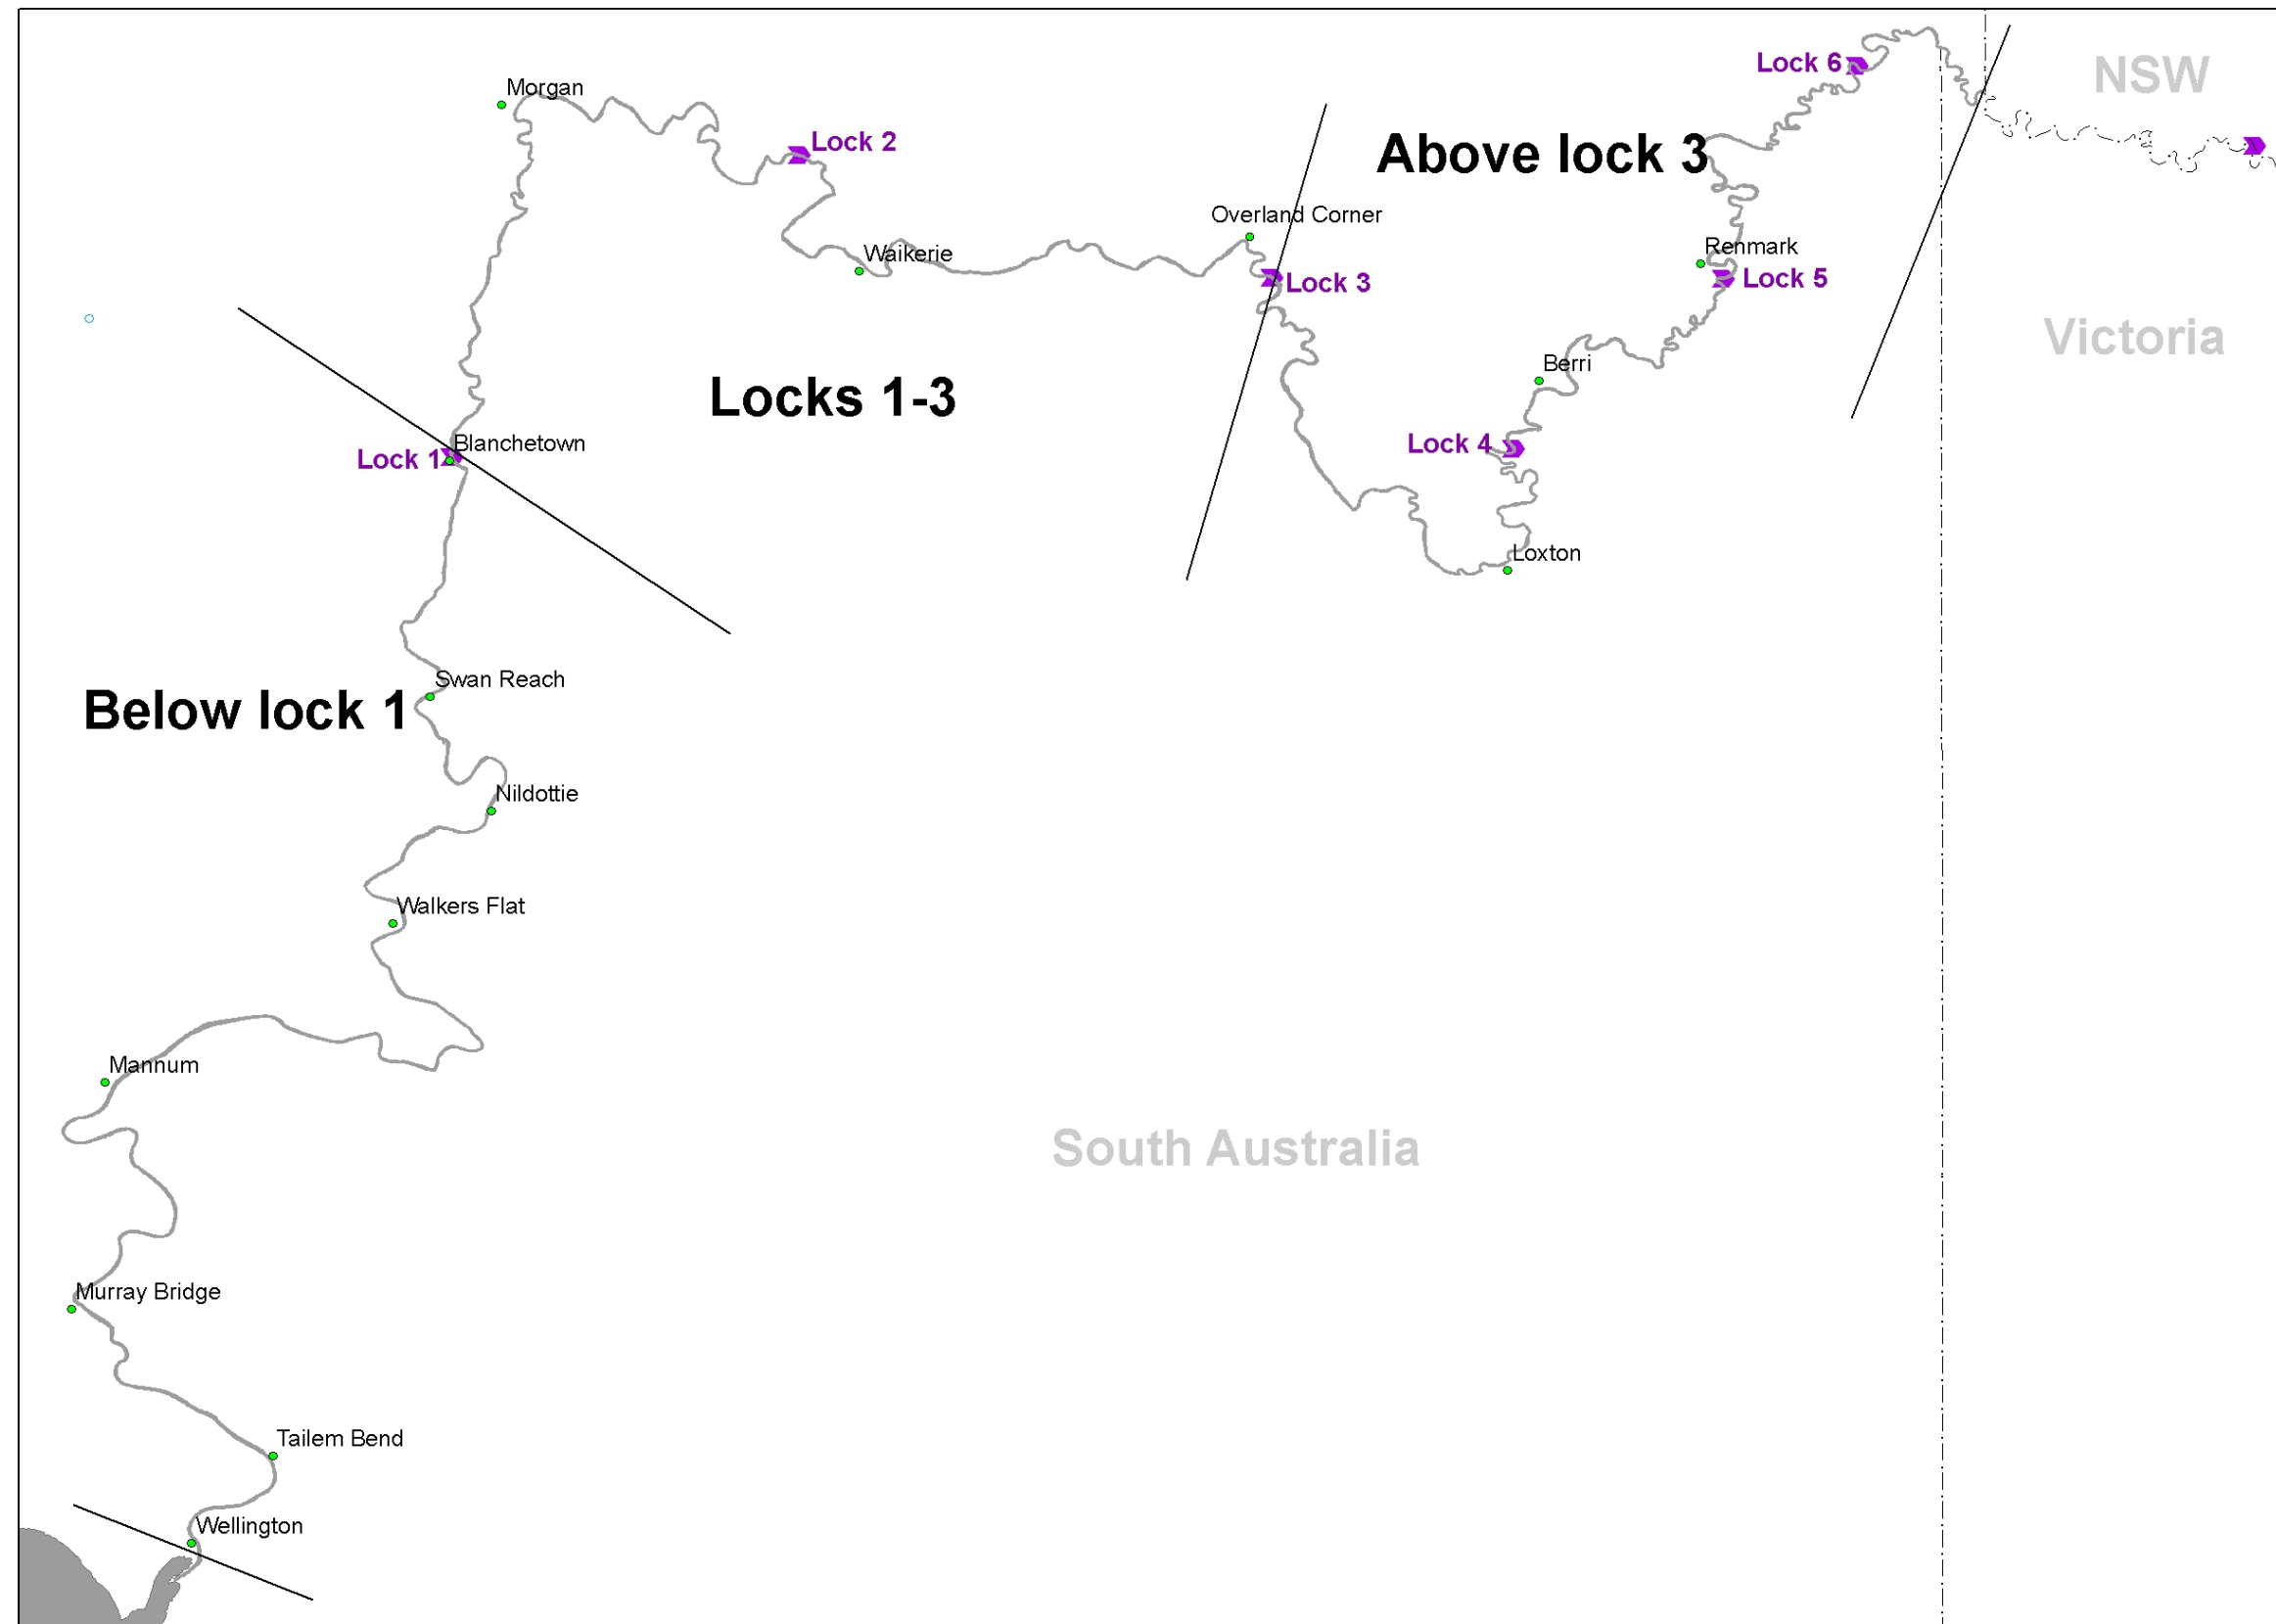 Lock 6
NSW
Morgan
Lock 2
Above lock 3
Overland Corner
Renmark
Waikerie
Lock 3
Lock 5
Victoria
Berri
Locks 1-3
Blanchetown
Lock 1
Lock 4
Loxton
Swan Reach
Below lock 1
Nildottie
Walkers Flat
Mannum
South Australia
Murray Bridge
Tailem Bend
Wellington